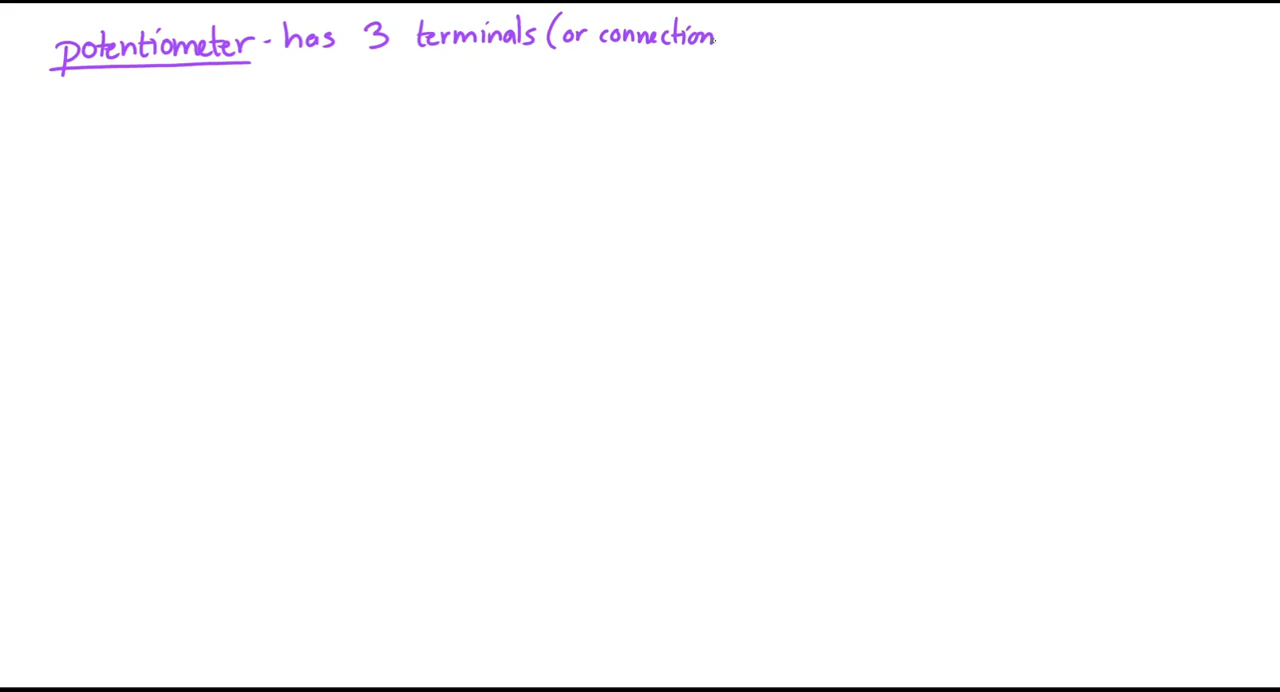 potentiometer - has 3 terminals (or connection